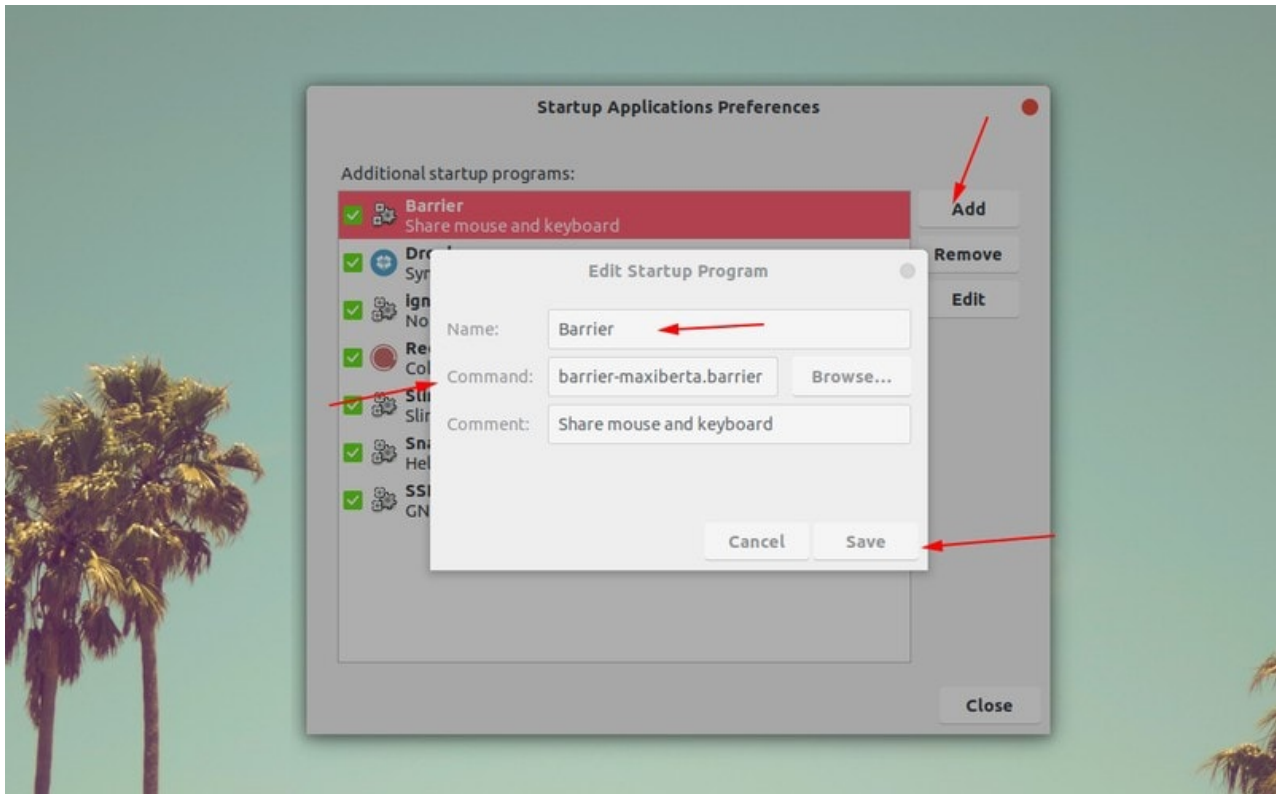 Startup Applications Preferences
Additional startup programs:
Barrier
Share mouse and keyboard
Add
Remove
Edit
Edit Startup Program
Name:
Barrier
Command:
barrier-maxiberta.barrier
Browse...
Comment:
Share mouse and keyboard
Cancel
Save
No
Close